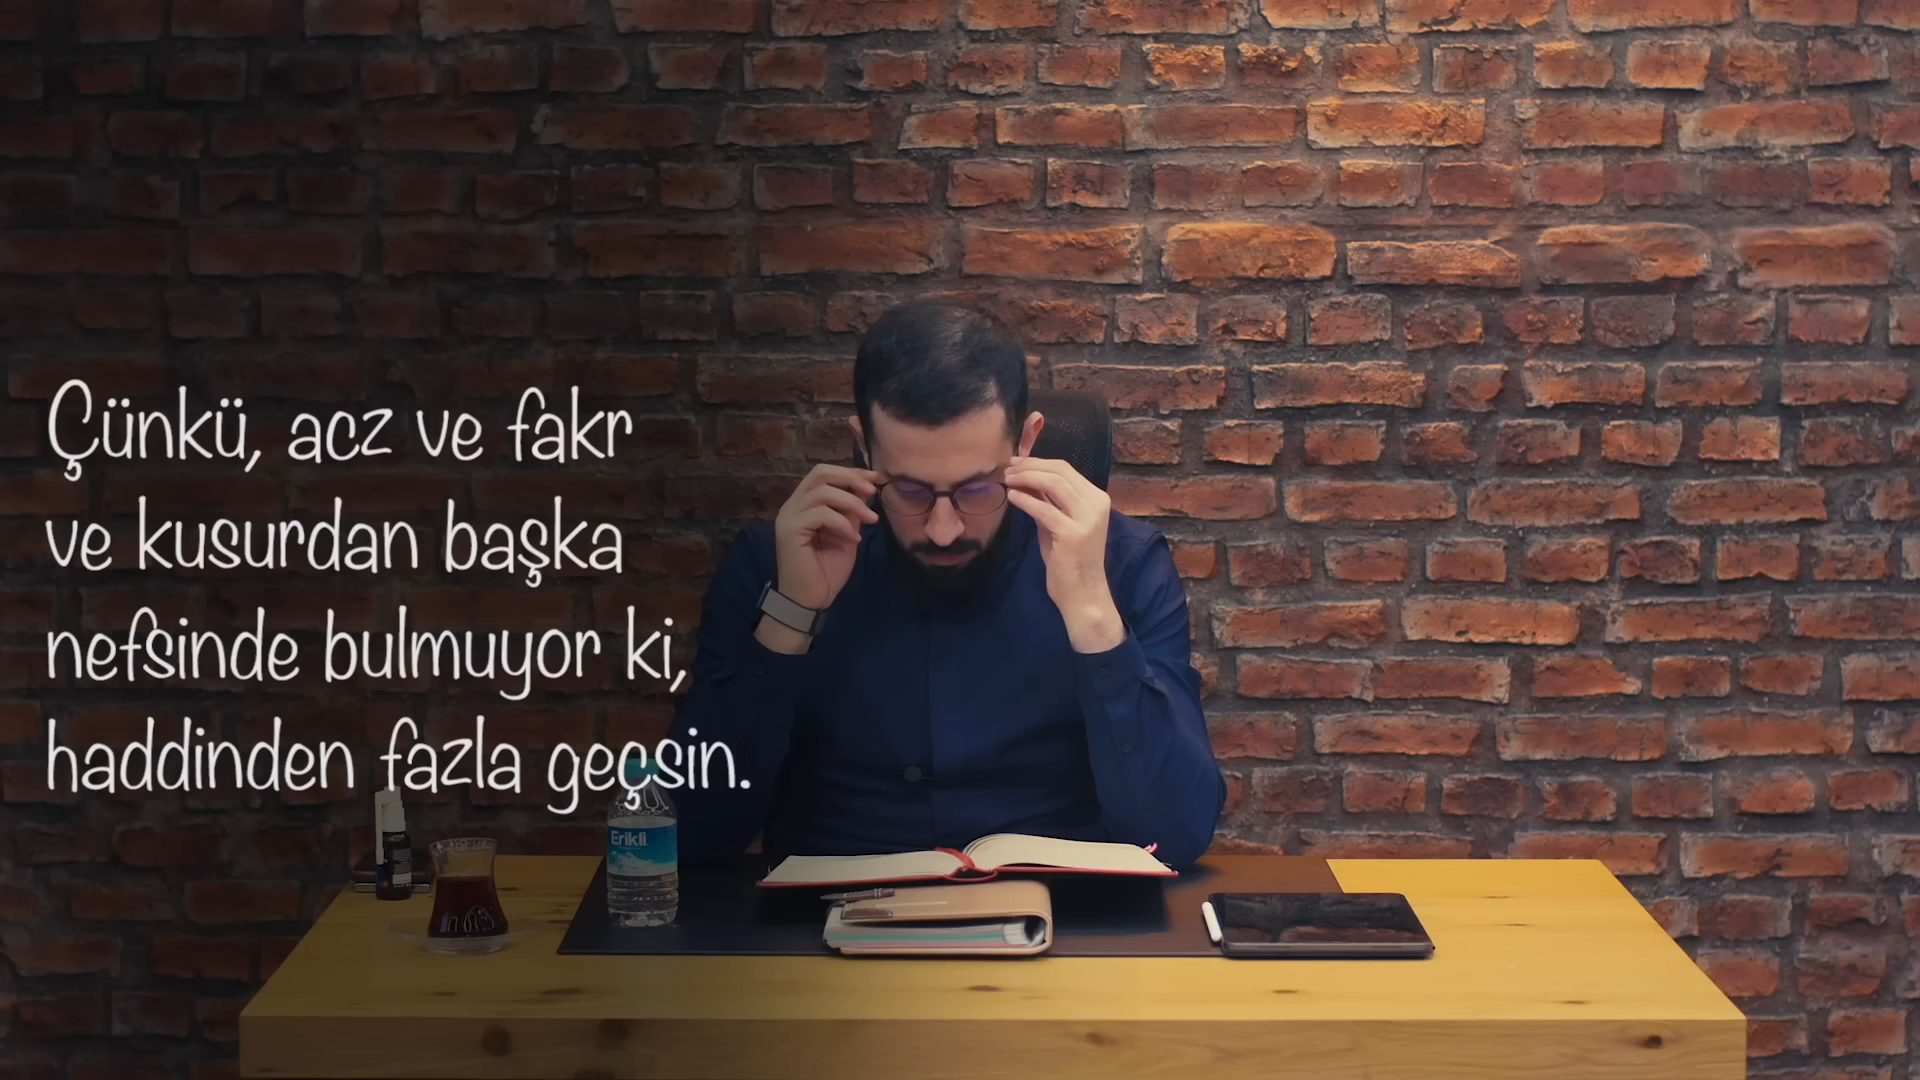 Çünkü, acz ve fakr
ve kusurdan başka
nefsinde bulmuyor ki,
haddinden fazla geçsin.
Erikli